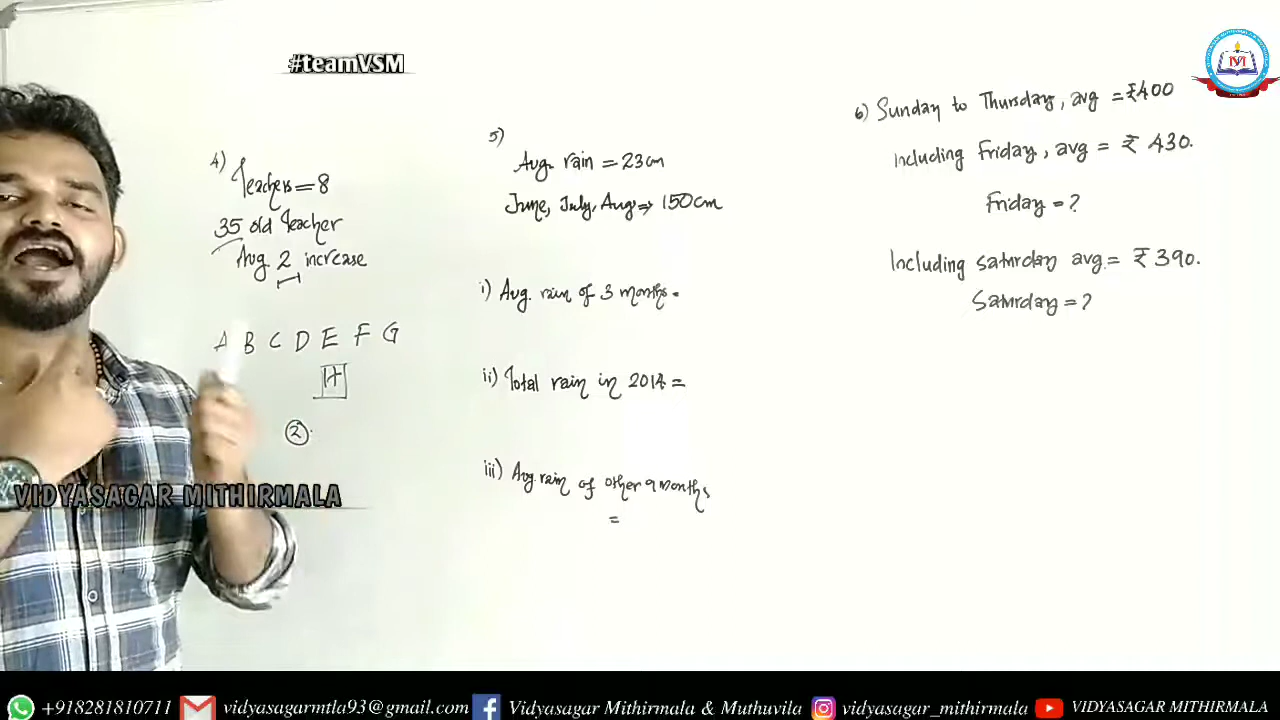 #teamVSM
4) Teachers = 8
35 old Teacher
Avg 2 increase
A B C D E F G
H
2
5)
Avg. rain = 23cm
June, July, Aug ⇒ 150cm
i) Avg. rain of 3 months =
ii) Total rain in 2014 =
iii) Avg. rain of other 9 months
=
6) Sunday to Thursday, avg = ₹400
Including Friday, avg = ₹ 430.
Friday = ?
Including Saturday avg. = ₹ 390.
Saturday = ?
VIDYASAGAR MITHIRMALA
+918281810711 vidyasagarmtla93@gmail.com Vidyasagar Mithirmala & Muthuvila vidyasagar_mithirmala VIDYASAGAR MITHIRMALA